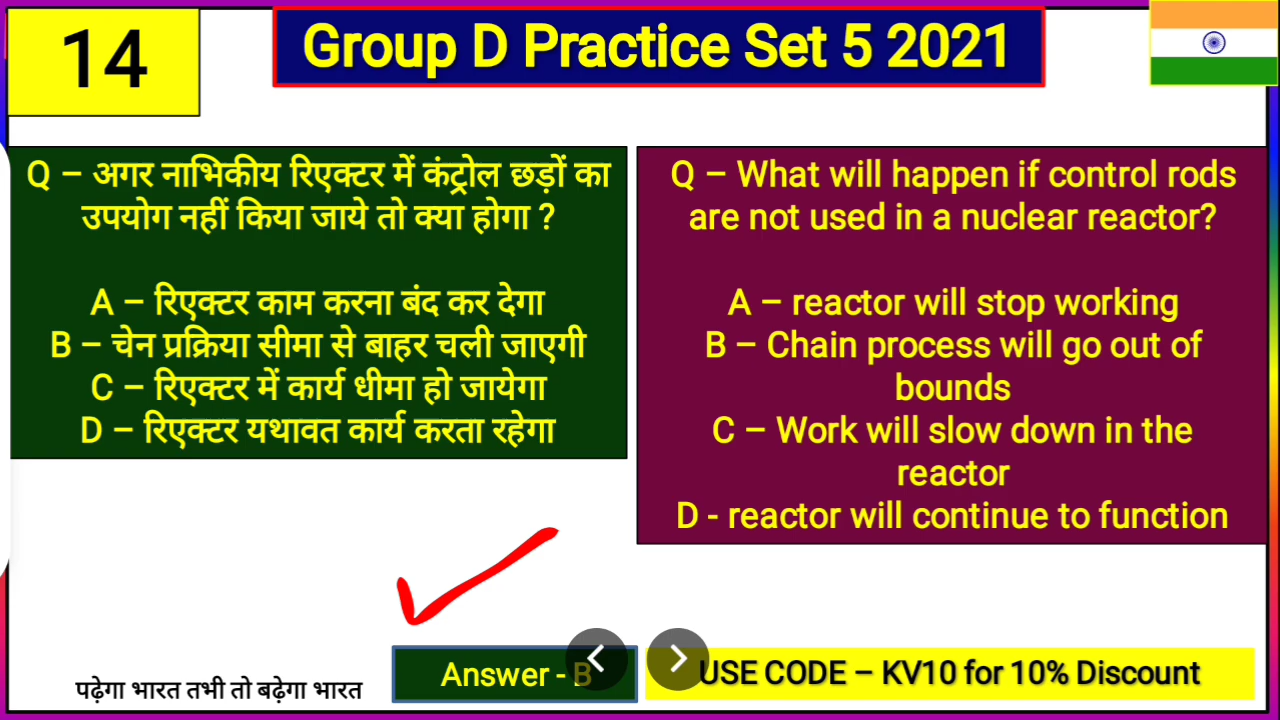 14
Group D Practice Set 5 2021
Q – अगर नाभिकीय रिएक्टर में कंट्रोल छड़ों का
उपयोग नहीं किया जाये तो क्या होगा ?
A – रिएक्टर काम करना बंद कर देगा
B – चेन प्रक्रिया सीमा से बाहर चली जाएगी
C – रिएक्टर में कार्य धीमा हो जायेगा
D – रिएक्टर यथावत कार्य करता रहेगा
Q – What will happen if control rods
are not used in a nuclear reactor?
A – reactor will stop working
B – Chain process will go out of
bounds
C – Work will slow down in the
reactor
D - reactor will continue to function
पढ़ेगा भारत तभी तो बढ़ेगा भारत
Answer - B
USE CODE – KV10 for 10% Discount